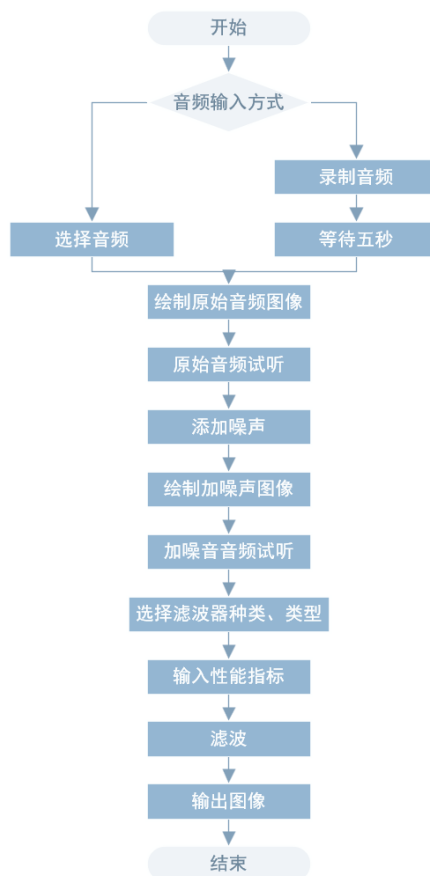 开始
音频输入方式
录制音频
选择音频
等待五秒
绘制原始音频图像
原始音频试听
添加噪声
绘制加噪声图像
加噪音音频试听
选择滤波器种类、类型
输入性能指标
滤波
输出图像
结束